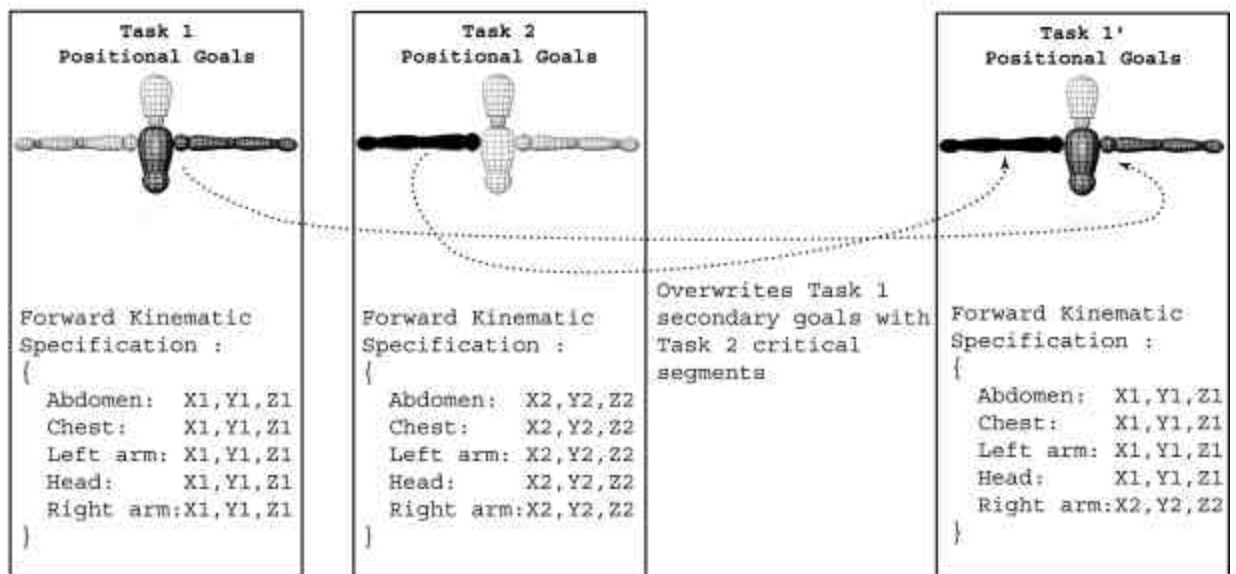 Task 1
Positional Goals
Forward Kinematic
Specification :
{
Abdomen: X1,Y1,Z1
Chest: X1,Y1,Z1
Left arm: X1,Y1,Z1
Head: X1,Y1,Z1
Right arm:X1,Y1,Z1
}
Task 2
Positional Goals
Forward Kinematic
Specification :
{
Abdomen: X2,Y2,Z2
Chest: X2,Y2,Z2
Left arm: X2,Y2,Z2
Head: X2,Y2,Z2
Right arm:X2,Y2,Z2
}
Overwrites Task 1
secondary goals with
Task 2 critical
segments
Task 1'
Positional Goals
Forward Kinematic
Specification :
{
Abdomen: X1,Y1,Z1
Chest: X1,Y1,Z1
Left arm: X1,Y1,Z1
Head: X1,Y1,Z1
Right arm:X2,Y2,Z2
}